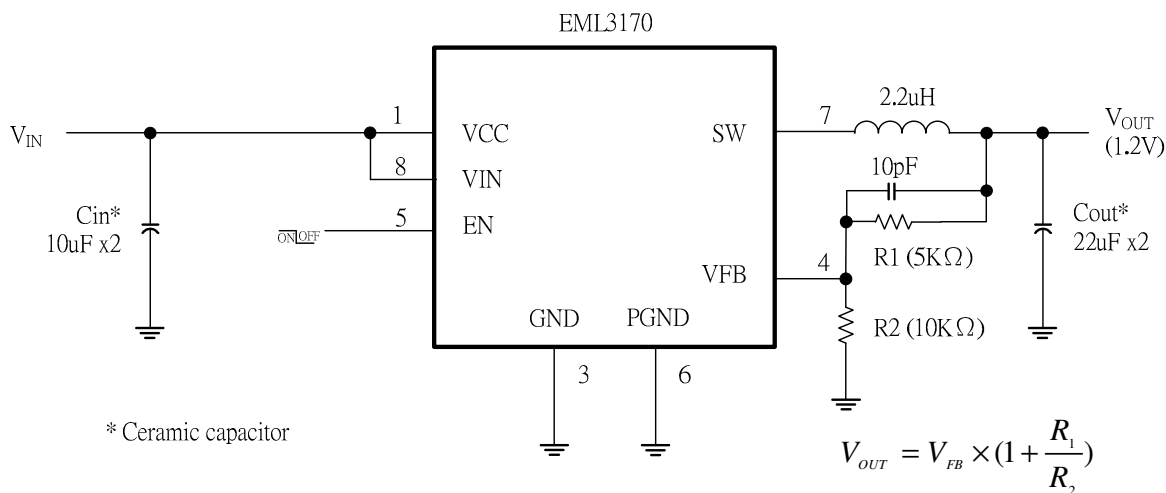 EML3170
V_IN
1
VCC
8
VIN
5
EN
ON OFF
Cin*
10uF x2
SW
7
2.2uH
V_OUT
(1.2V)
10pF
R1 (5KΩ)
Cout*
22uF x2
VFB
4
R2 (10KΩ)
GND
PGND
3
6
* Ceramic capacitor
V_OUT = V_FB × (1 + R_1 / R_2)